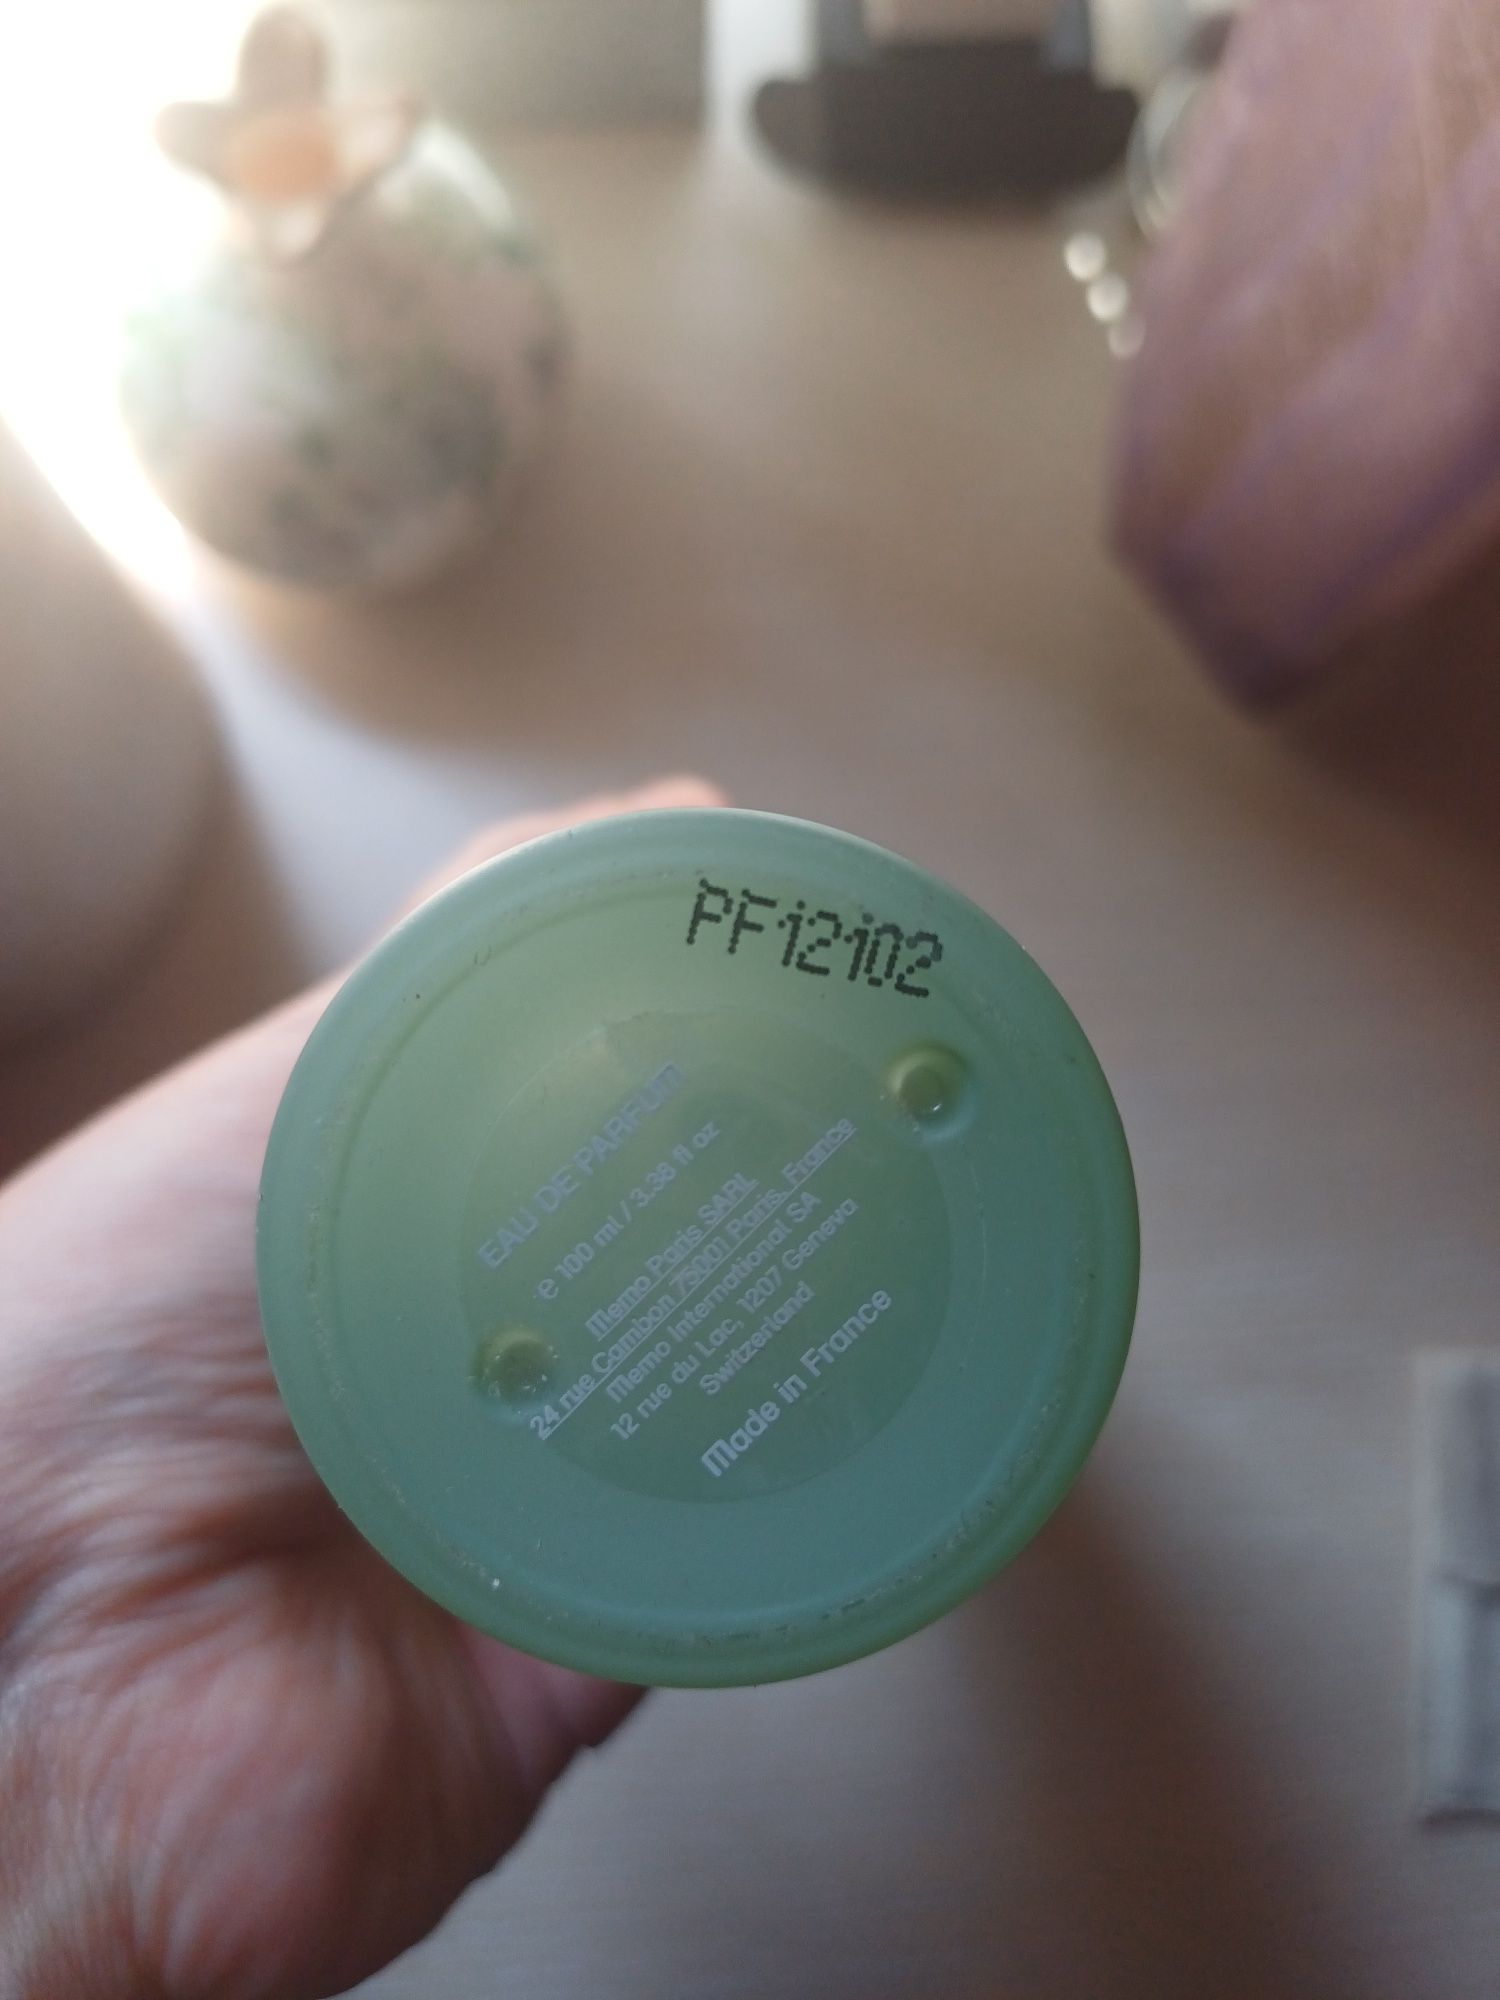 PF12102
EAU DE PARFUM
e 100 ml / 3.38 fl oz
Memo Paris SARL
24 rue Cambon 75001 Paris, France
Memo International SA
12 rue du Lac, 1207 Geneva
Switzerland
Made in France